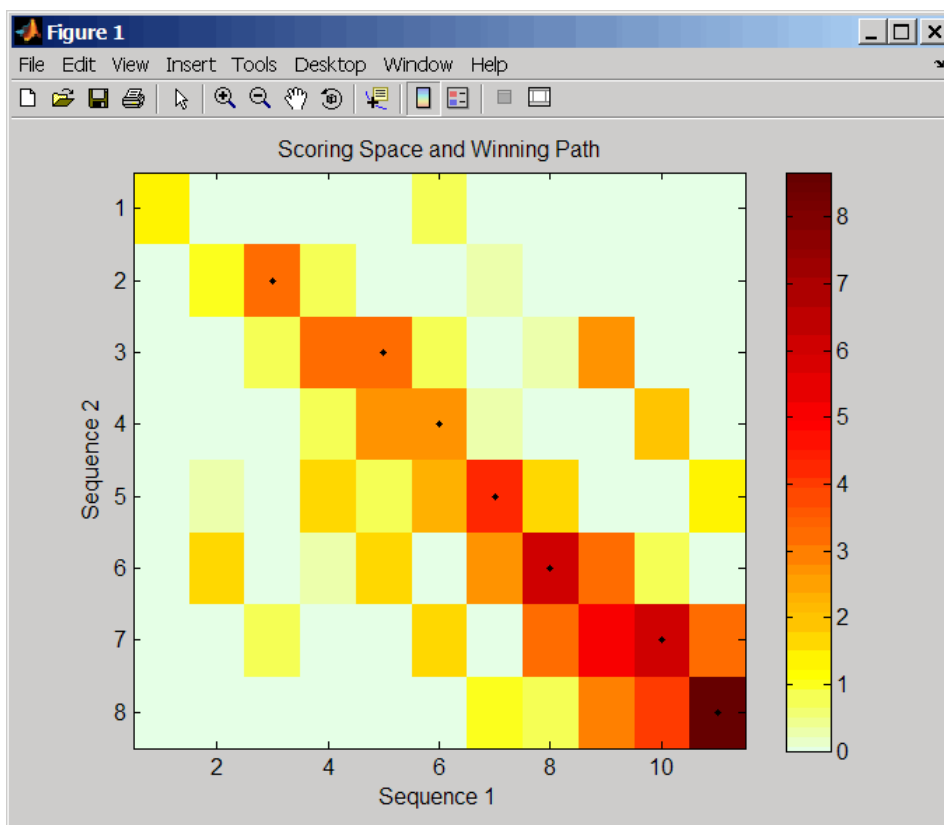 Figure 1
File Edit View Insert Tools Desktop Window Help
Scoring Space and Winning Path
1
2
3
4
5
6
7
8
Sequence 2
2 4 6 8 10
Sequence 1
8
7
6
5
4
3
2
1
0